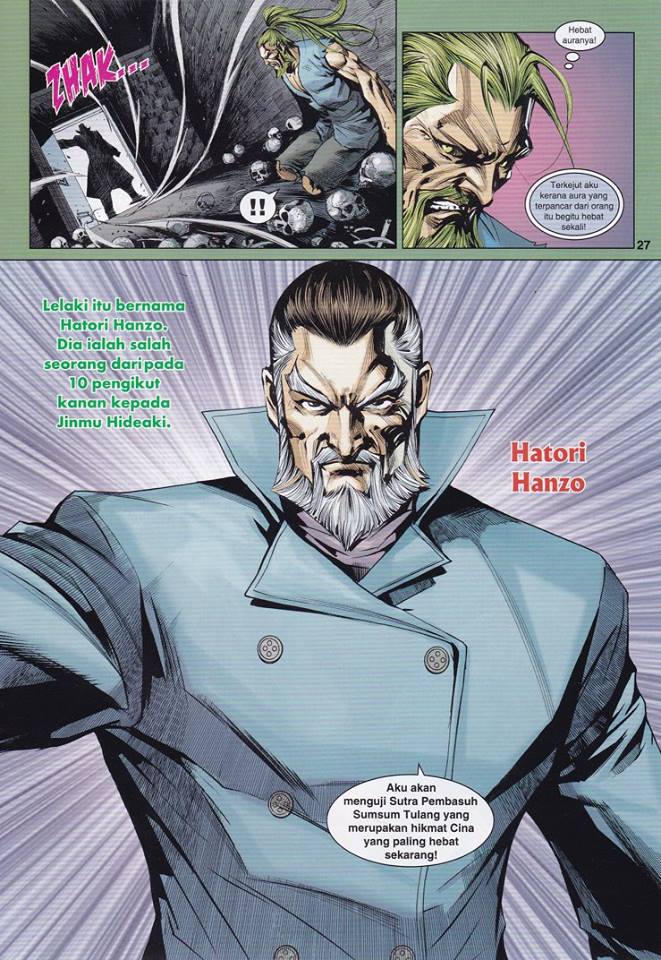 ZHAK...
!!
Hebat
auranya!
Terkejut aku
kerana aura yang
terpancar dari orang
itu begitu hebat
sekali!
27
Lelaki itu bernama
Hatori Hanzo.
Dia ialah salah
seorang daripada
10 pengikut
kanan kepada
Jinmu Hideaki.
Hatori
Hanzo
Aku akan
menguji Sutra Pembasuh
Sumsum Tulang yang
merupakan hikmat Cina
yang paling hebat
sekarang!